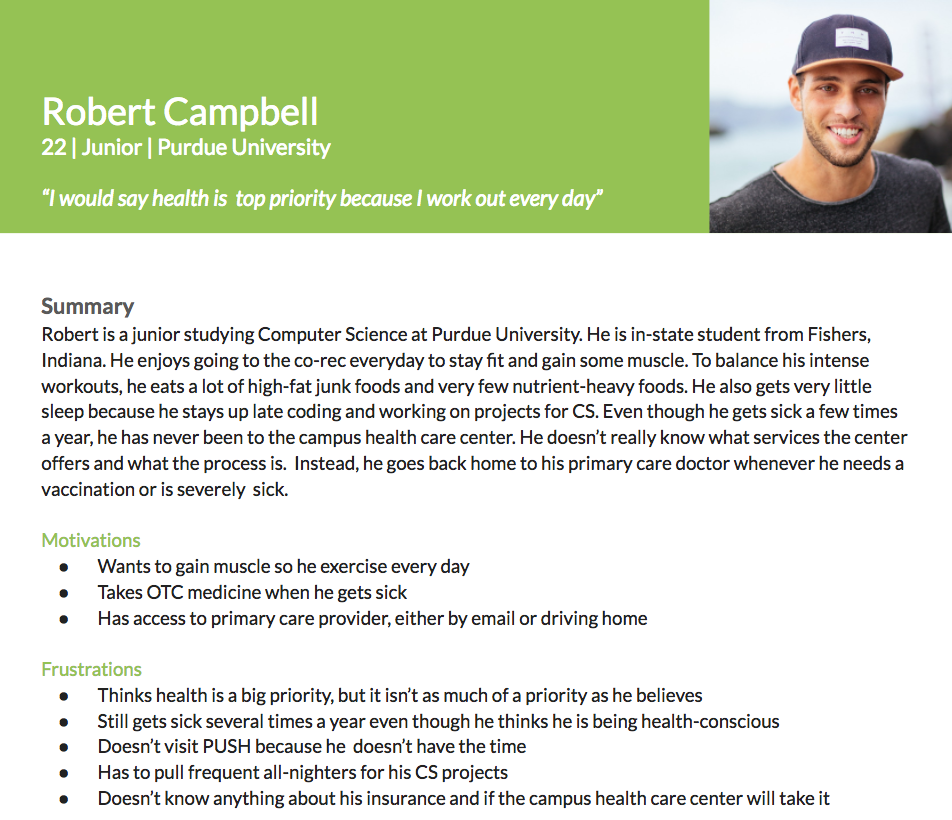 Robert Campbell
22 | Junior | Purdue University
“I would say health is  top priority because I work out every day”
Summary
Robert is a junior studying Computer Science at Purdue University. He is in-state student from Fishers,
Indiana. He enjoys going to the co-rec everyday to stay fit and gain some muscle. To balance his intense
workouts, he eats a lot of high-fat junk foods and very few nutrient-heavy foods. He also gets very little
sleep because he stays up late coding and working on projects for CS. Even though he gets sick a few times
a year, he has never been to the campus health care center. He doesn’t really know what services the center
offers and what the process is.  Instead, he goes back home to his primary care doctor whenever he needs a
vaccination or is severely  sick.
Motivations
● Wants to gain muscle so he exercise every day
● Takes OTC medicine when he gets sick
● Has access to primary care provider, either by email or driving home
Frustrations
● Thinks health is a big priority, but it isn’t as much of a priority as he believes
● Still gets sick several times a year even though he thinks he is being health-conscious
● Doesn’t visit PUSH because he  doesn’t have the time
● Has to pull frequent all-nighters for his CS projects
● Doesn’t know anything about his insurance and if the campus health care center will take it